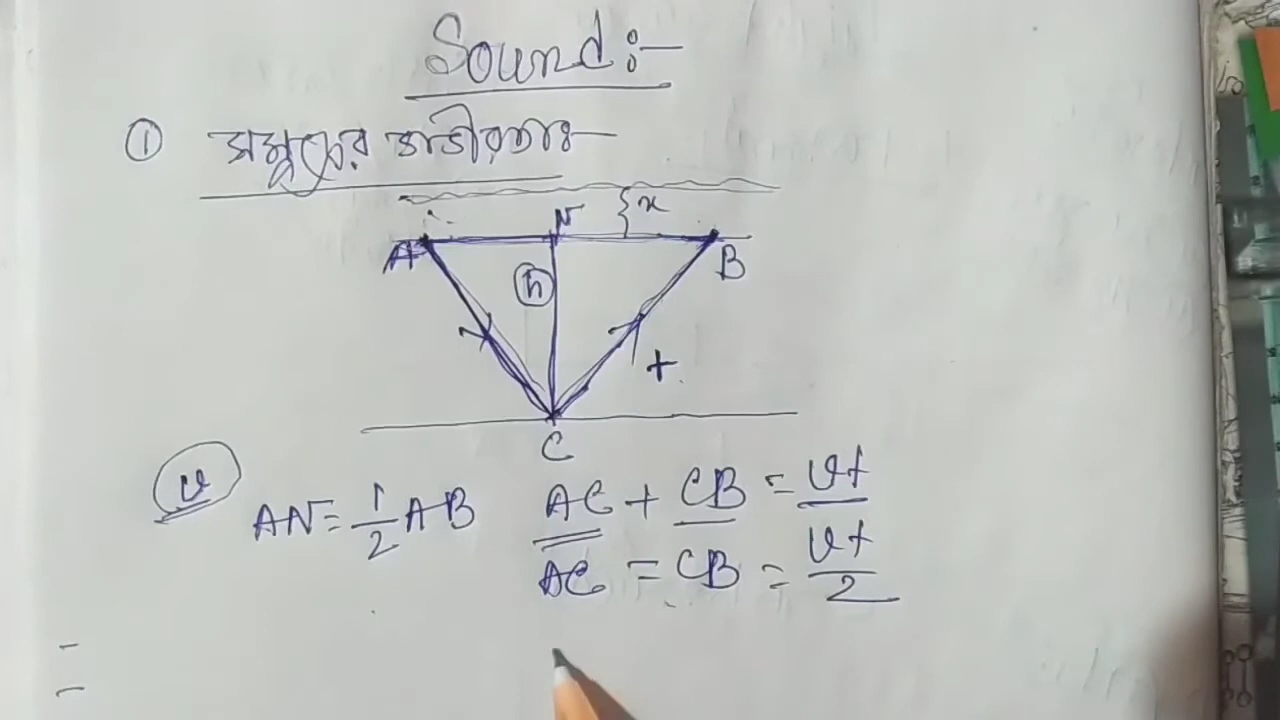 Sound :-
① সমুদ্রের গভীরতাঃ-
x
A N B
h
t
C
v AN = 1/2 AB AC + CB = vt
AC = CB = vt/2